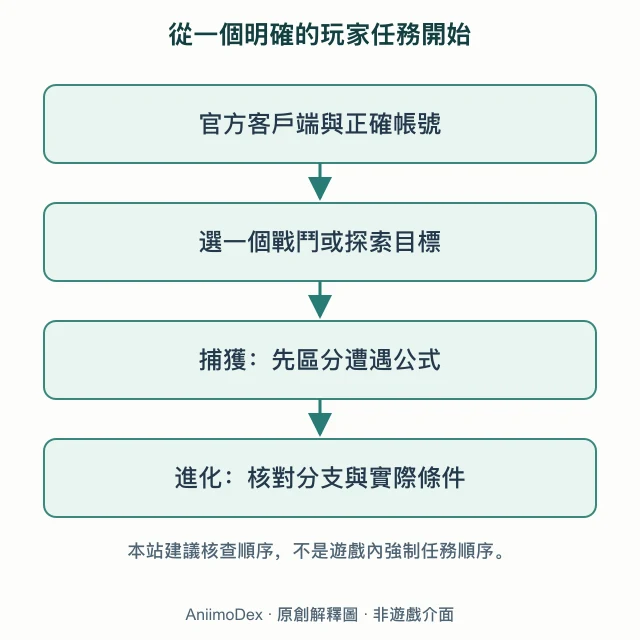 從一個明確的玩家任務開始
官方客戶端與正確帳號
選一個戰鬥或探索目標
捕獲：先區分遭遇公式
進化：核對分支與實際條件
本站建議核查順序，不是遊戲內強制任務順序。
AniimoDex · 原創解釋圖 · 非遊戲介面